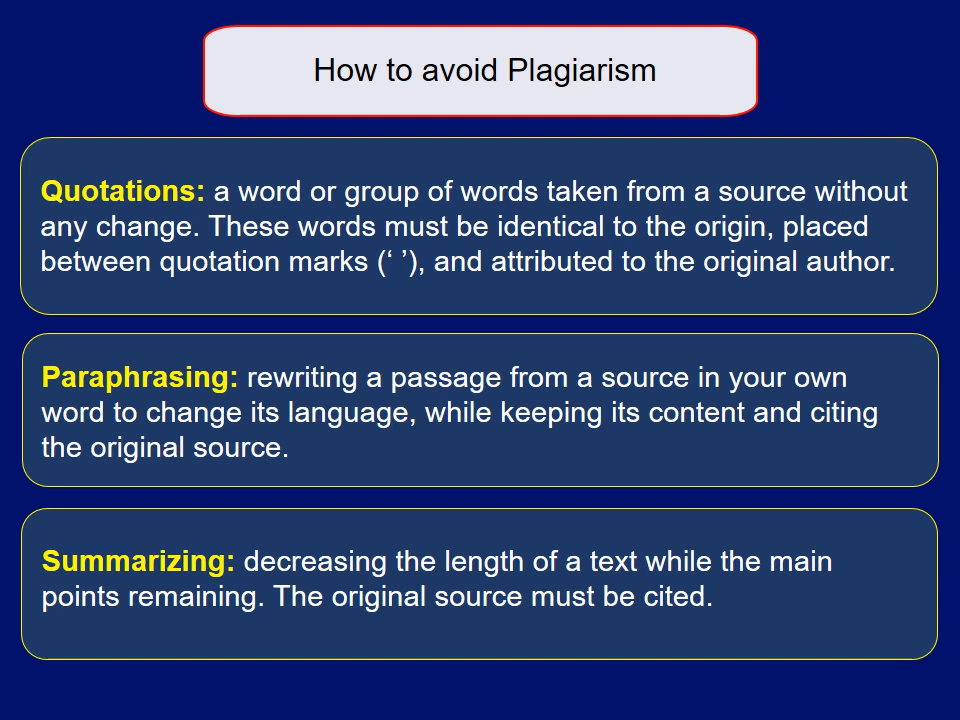 How to avoid Plagiarism
Quotations: a word or group of words taken from a source without
any change. These words must be identical to the origin, placed
between quotation marks (‘ ’), and attributed to the original author.
Paraphrasing: rewriting a passage from a source in your own
word to change its language, while keeping its content and citing
the original source.
Summarizing: decreasing the length of a text while the main
points remaining. The original source must be cited.